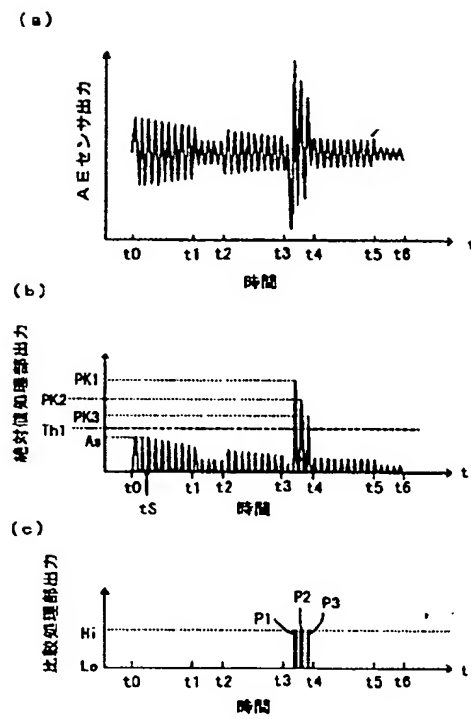 (a)
AEセンサ出力
t0 t1 t2 t3 t4 t5 t6
t
時間
(b)
絶対値処理部出力
PK1
PK2
PK3
Th1
As
t0 t1 t2 t3 t4 t5 t6
t
tS
時間
(c)
比較処理部出力
P1 P2 P3
Hi
Lo
t0 t1 t2 t3 t4 t5 t6
t
時間